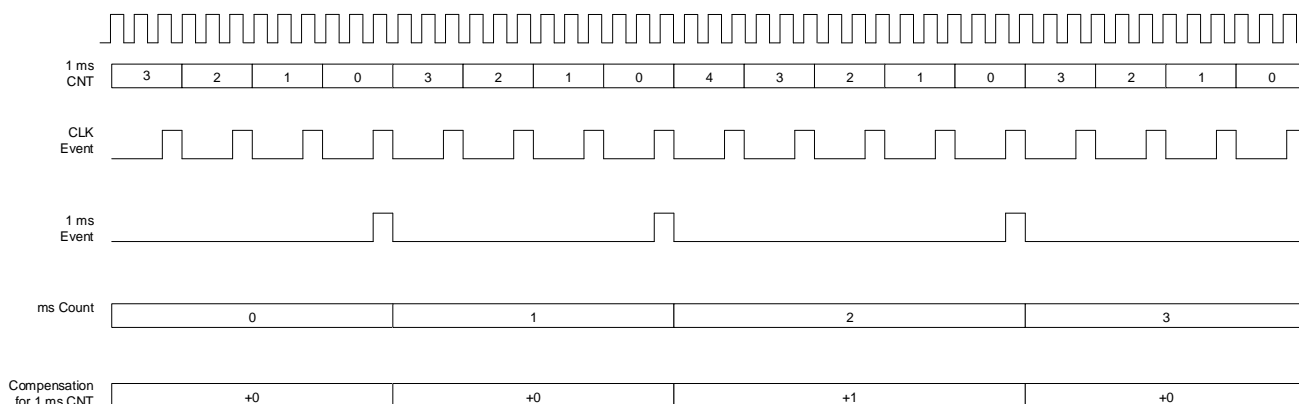 1 ms
CNT
3 2 1 0 3 2 1 0 4 3 2 1 0 3 2 1 0
CLK
Event
1 ms
Event
ms Count
0 1 2 3
Compensation
for 1 ms CNT
+0 +0 +1 +0